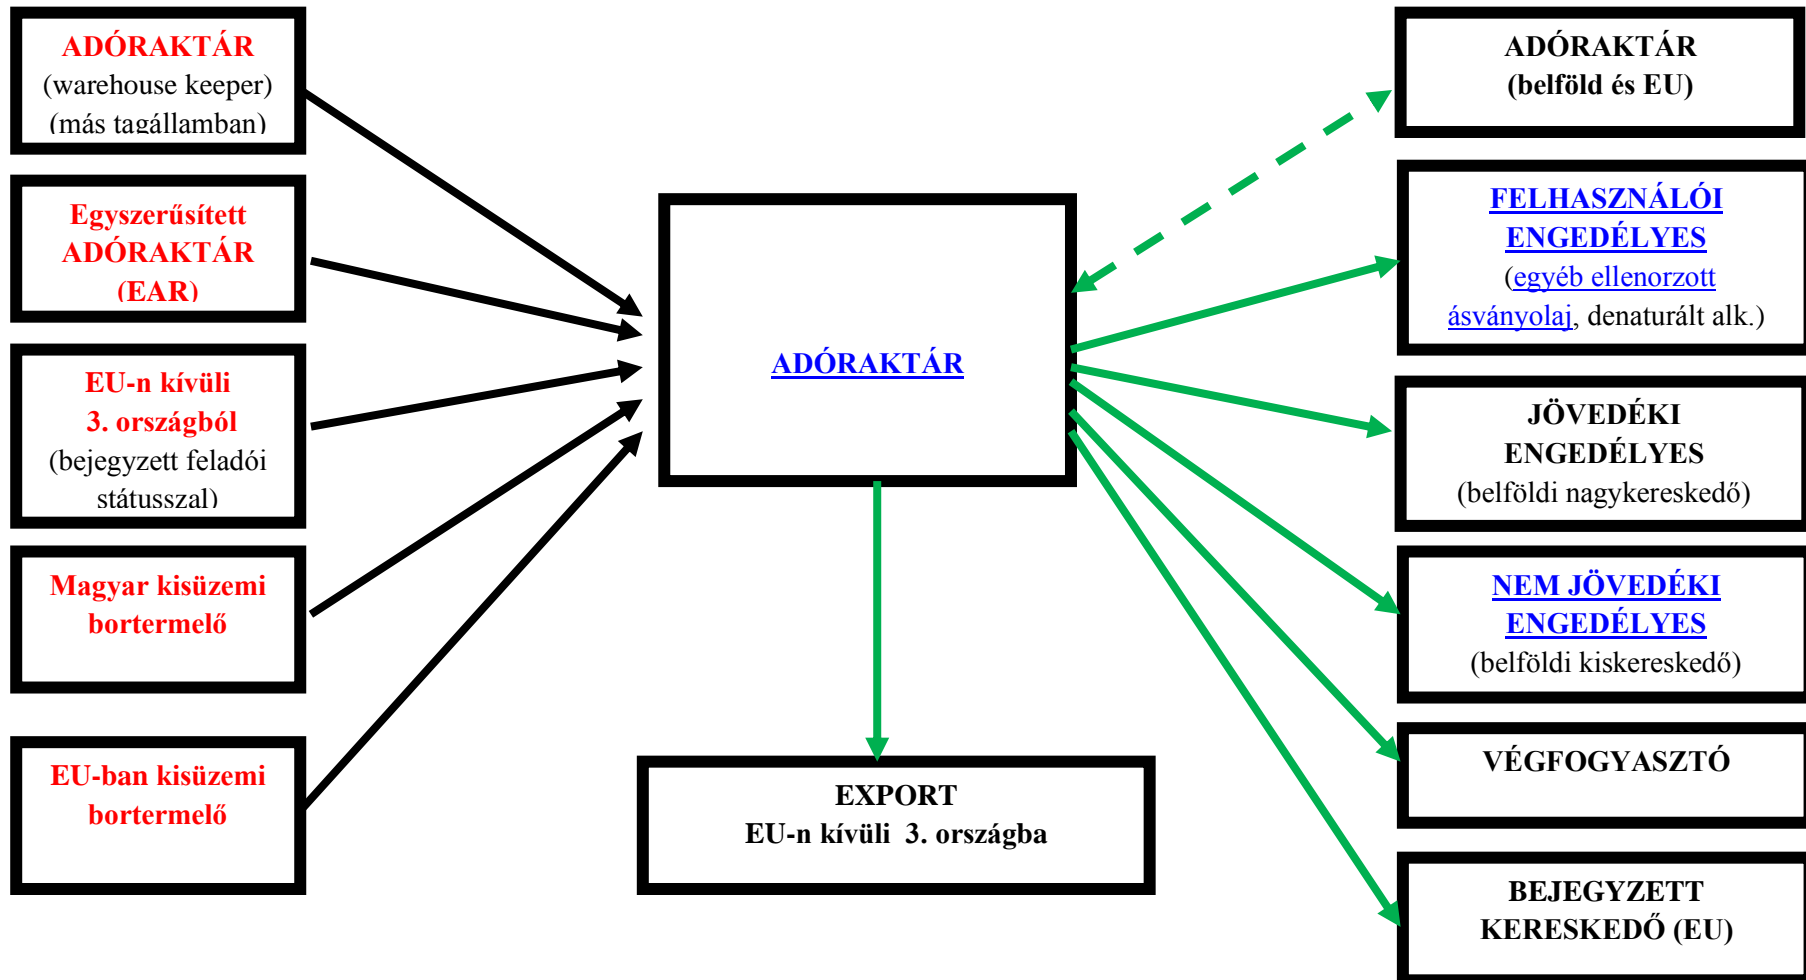 ADÓRAKTÁR
(warehouse keeper)
(más tagállamban)
Egyszerűsített
ADÓRAKTÁR
(EAR)
EU-n kívüli
3. országból
(bejegyzett feladói
státusszal)
Magyar kisüzemi
bortermelő
EU-ban kisüzemi
bortermelő
ADÓRAKTÁR
EXPORT
EU-n kívüli  3. országba
ADÓRAKTÁR
(belföld és EU)
FELHASZNÁLÓI
ENGEDÉLYES
(egyéb ellenorzott
ásványolaj, denaturált alk.)
JÖVEDÉKI
ENGEDÉLYES
(belföldi nagykereskedő)
NEM JÖVEDÉKI
ENGEDÉLYES
(belföldi kiskereskedő)
VÉGFOGYASZTÓ
BEJEGYZETT
KERESKEDŐ (EU)